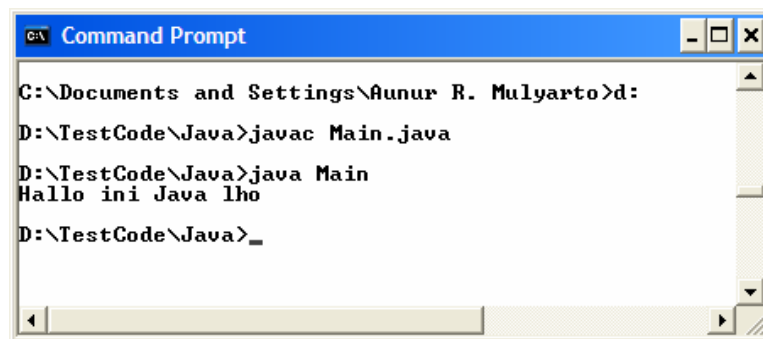 Command Prompt
C:\Documents and Settings\Aunur R. Mulyarto>d:
D:\TestCode\Java>javac Main.java
D:\TestCode\Java>java Main
Hallo ini Java lho
D:\TestCode\Java>_